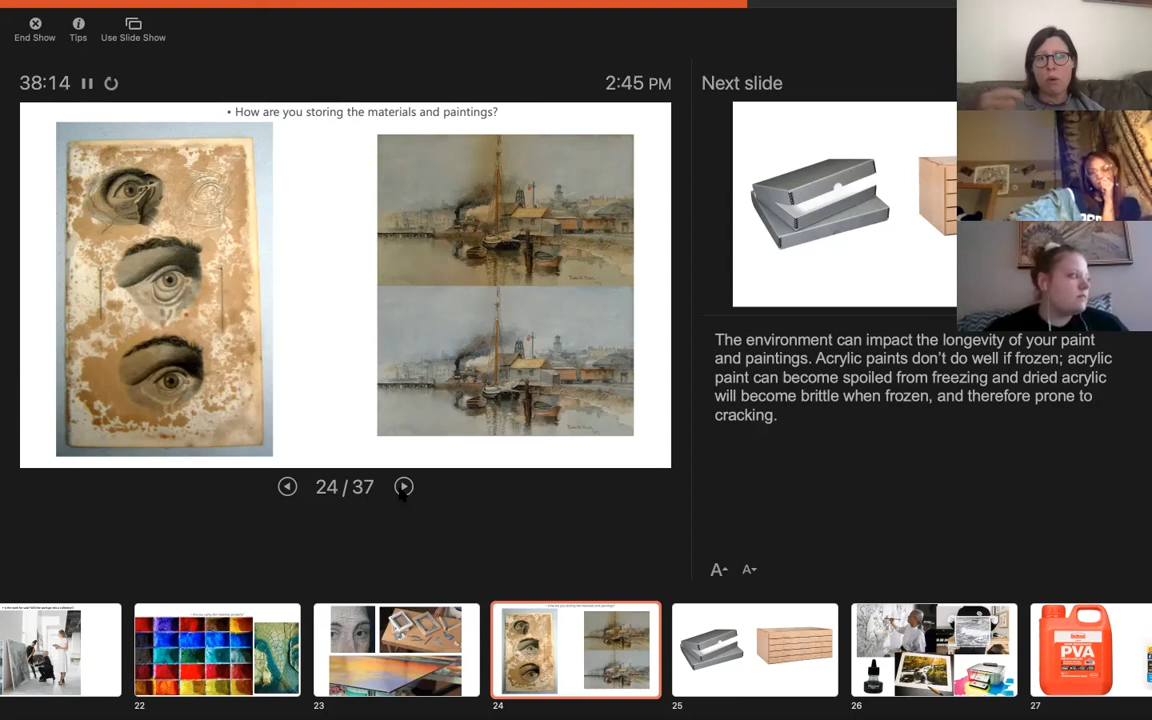 End Show
Tips
Use Slide Show
38:14
2:45 PM
Next slide
• How are you storing the materials and paintings?
24 / 37
The environment can impact the longevity of your paint
and paintings. Acrylic paints don't do well if frozen; acrylic
paint can become spoiled from freezing and dried acrylic
will become brittle when frozen, and therefore prone to
cracking.
A
A
PVA
22
23
24
25
26
27